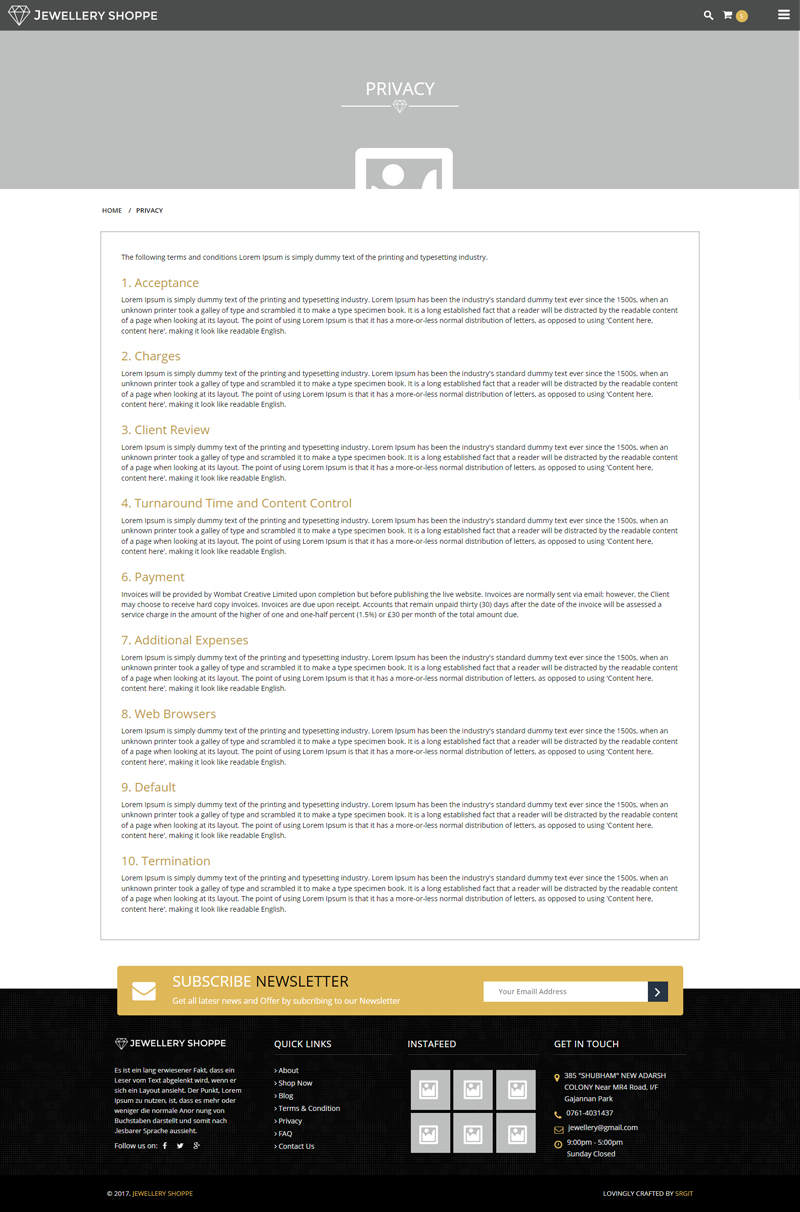 JEWELLERY SHOPPE
5
PRIVACY
HOME / PRIVACY
The following terms and conditions Lorem Ipsum is simply dummy text of the printing and typesetting industry.
1. Acceptance
Lorem Ipsum is simply dummy text of the printing and typesetting industry. Lorem Ipsum has been the industry's standard dummy text ever since the 1500s, when an
unknown printer took a galley of type and scrambled it to make a type specimen book. It is a long established fact that a reader will be distracted by the readable content
of a page when looking at its layout. The point of using Lorem Ipsum is that it has a more-or-less normal distribution of letters, as opposed to using 'Content here,
content here', making it look like readable English.
2. Charges
Lorem Ipsum is simply dummy text of the printing and typesetting industry. Lorem Ipsum has been the industry's standard dummy text ever since the 1500s, when an
unknown printer took a galley of type and scrambled it to make a type specimen book. It is a long established fact that a reader will be distracted by the readable content
of a page when looking at its layout. The point of using Lorem Ipsum is that it has a more-or-less normal distribution of letters, as opposed to using 'Content here,
content here', making it look like readable English.
3. Client Review
Lorem Ipsum is simply dummy text of the printing and typesetting industry. Lorem Ipsum has been the industry's standard dummy text ever since the 1500s, when an
unknown printer took a galley of type and scrambled it to make a type specimen book. It is a long established fact that a reader will be distracted by the readable content
of a page when looking at its layout. The point of using Lorem Ipsum is that it has a more-or-less normal distribution of letters, as opposed to using 'Content here,
content here', making it look like readable English.
4. Turnaround Time and Content Control
Lorem Ipsum is simply dummy text of the printing and typesetting industry. Lorem Ipsum has been the industry's standard dummy text ever since the 1500s, when an
unknown printer took a galley of type and scrambled it to make a type specimen book. It is a long established fact that a reader will be distracted by the readable content
of a page when looking at its layout. The point of using Lorem Ipsum is that it has a more-or-less normal distribution of letters, as opposed to using 'Content here,
content here', making it look like readable English.
6. Payment
Invoices will be provided by Wombat Creative Limited upon completion but before publishing the live website. Invoices are normally sent via email; however, the Client
may choose to receive hard copy invoices. Invoices are due upon receipt. Accounts that remain unpaid thirty (30) days after the date of the invoice will be assessed a
service charge in the amount of the higher of one and one-half percent (1.5%) or £30 per month of the total amount due.
7. Additional Expenses
Lorem Ipsum is simply dummy text of the printing and typesetting industry. Lorem Ipsum has been the industry's standard dummy text ever since the 1500s, when an
unknown printer took a galley of type and scrambled it to make a type specimen book. It is a long established fact that a reader will be distracted by the readable content
of a page when looking at its layout. The point of using Lorem Ipsum is that it has a more-or-less normal distribution of letters, as opposed to using 'Content here,
content here', making it look like readable English.
8. Web Browsers
Lorem Ipsum is simply dummy text of the printing and typesetting industry. Lorem Ipsum has been the industry's standard dummy text ever since the 1500s, when an
unknown printer took a galley of type and scrambled it to make a type specimen book. It is a long established fact that a reader will be distracted by the readable content
of a page when looking at its layout. The point of using Lorem Ipsum is that it has a more-or-less normal distribution of letters, as opposed to using 'Content here,
content here', making it look like readable English.
9. Default
Lorem Ipsum is simply dummy text of the printing and typesetting industry. Lorem Ipsum has been the industry's standard dummy text ever since the 1500s, when an
unknown printer took a galley of type and scrambled it to make a type specimen book. It is a long established fact that a reader will be distracted by the readable content
of a page when looking at its layout. The point of using Lorem Ipsum is that it has a more-or-less normal distribution of letters, as opposed to using 'Content here,
content here', making it look like readable English.
10. Termination
Lorem Ipsum is simply dummy text of the printing and typesetting industry. Lorem Ipsum has been the industry's standard dummy text ever since the 1500s, when an
unknown printer took a galley of type and scrambled it to make a type specimen book. It is a long established fact that a reader will be distracted by the readable content
of a page when looking at its layout. The point of using Lorem Ipsum is that it has a more-or-less normal distribution of letters, as opposed to using 'Content here,
content here', making it look like readable English.
SUBSCRIBE NEWSLETTER
Get all latesr news and Offer by subcribing to our Newsletter
Your Emaill Address
JEWELLERY SHOPPE
Es ist ein lang erwiesener Fakt, dass ein
Leser vom Text abgelenkt wird, wenn er
sich ein Layout ansieht. Der Punkt, Lorem
Ipsum zu nutzen, ist, dass es mehr oder
weniger die normale Anor nung von
Buchstaben darstellt und somit nach
.lesbarer Sprache aussieht.
Follow us on:
QUICK LINKS
About
Shop Now
Blog
Terms & Condition
Privacy
FAQ
Contact Us
INSTAFEED
GET IN TOUCH
385 "SHUBHAM" NEW ADARSH
COLONY Near MR4 Road, I/F
Gajannan Park
0761-4031437
jewellery@gmail.com
9:00pm - 5:00pm
Sunday Closed
© 2017. JEWELLERY SHOPPE
LOVINGLY CRAFTED BY SRGIT